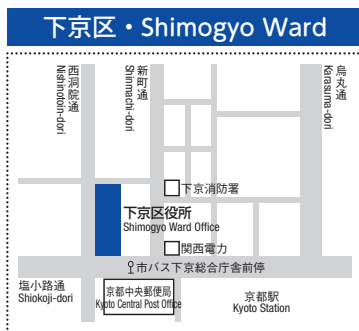 下京区・Shimogyo Ward
西洞院通
Nishinotoin-dori
新町通
Shinmachi-dori
烏丸通
Karasuma-dori
下京消防署
下京区役所
Shimogyo Ward Office
関西電力
市バス下京総合庁舎前停
塩小路通
Shiokoji-dori
京都中央郵便局
Kyoto Central Post Office
京都駅
Kyoto Station